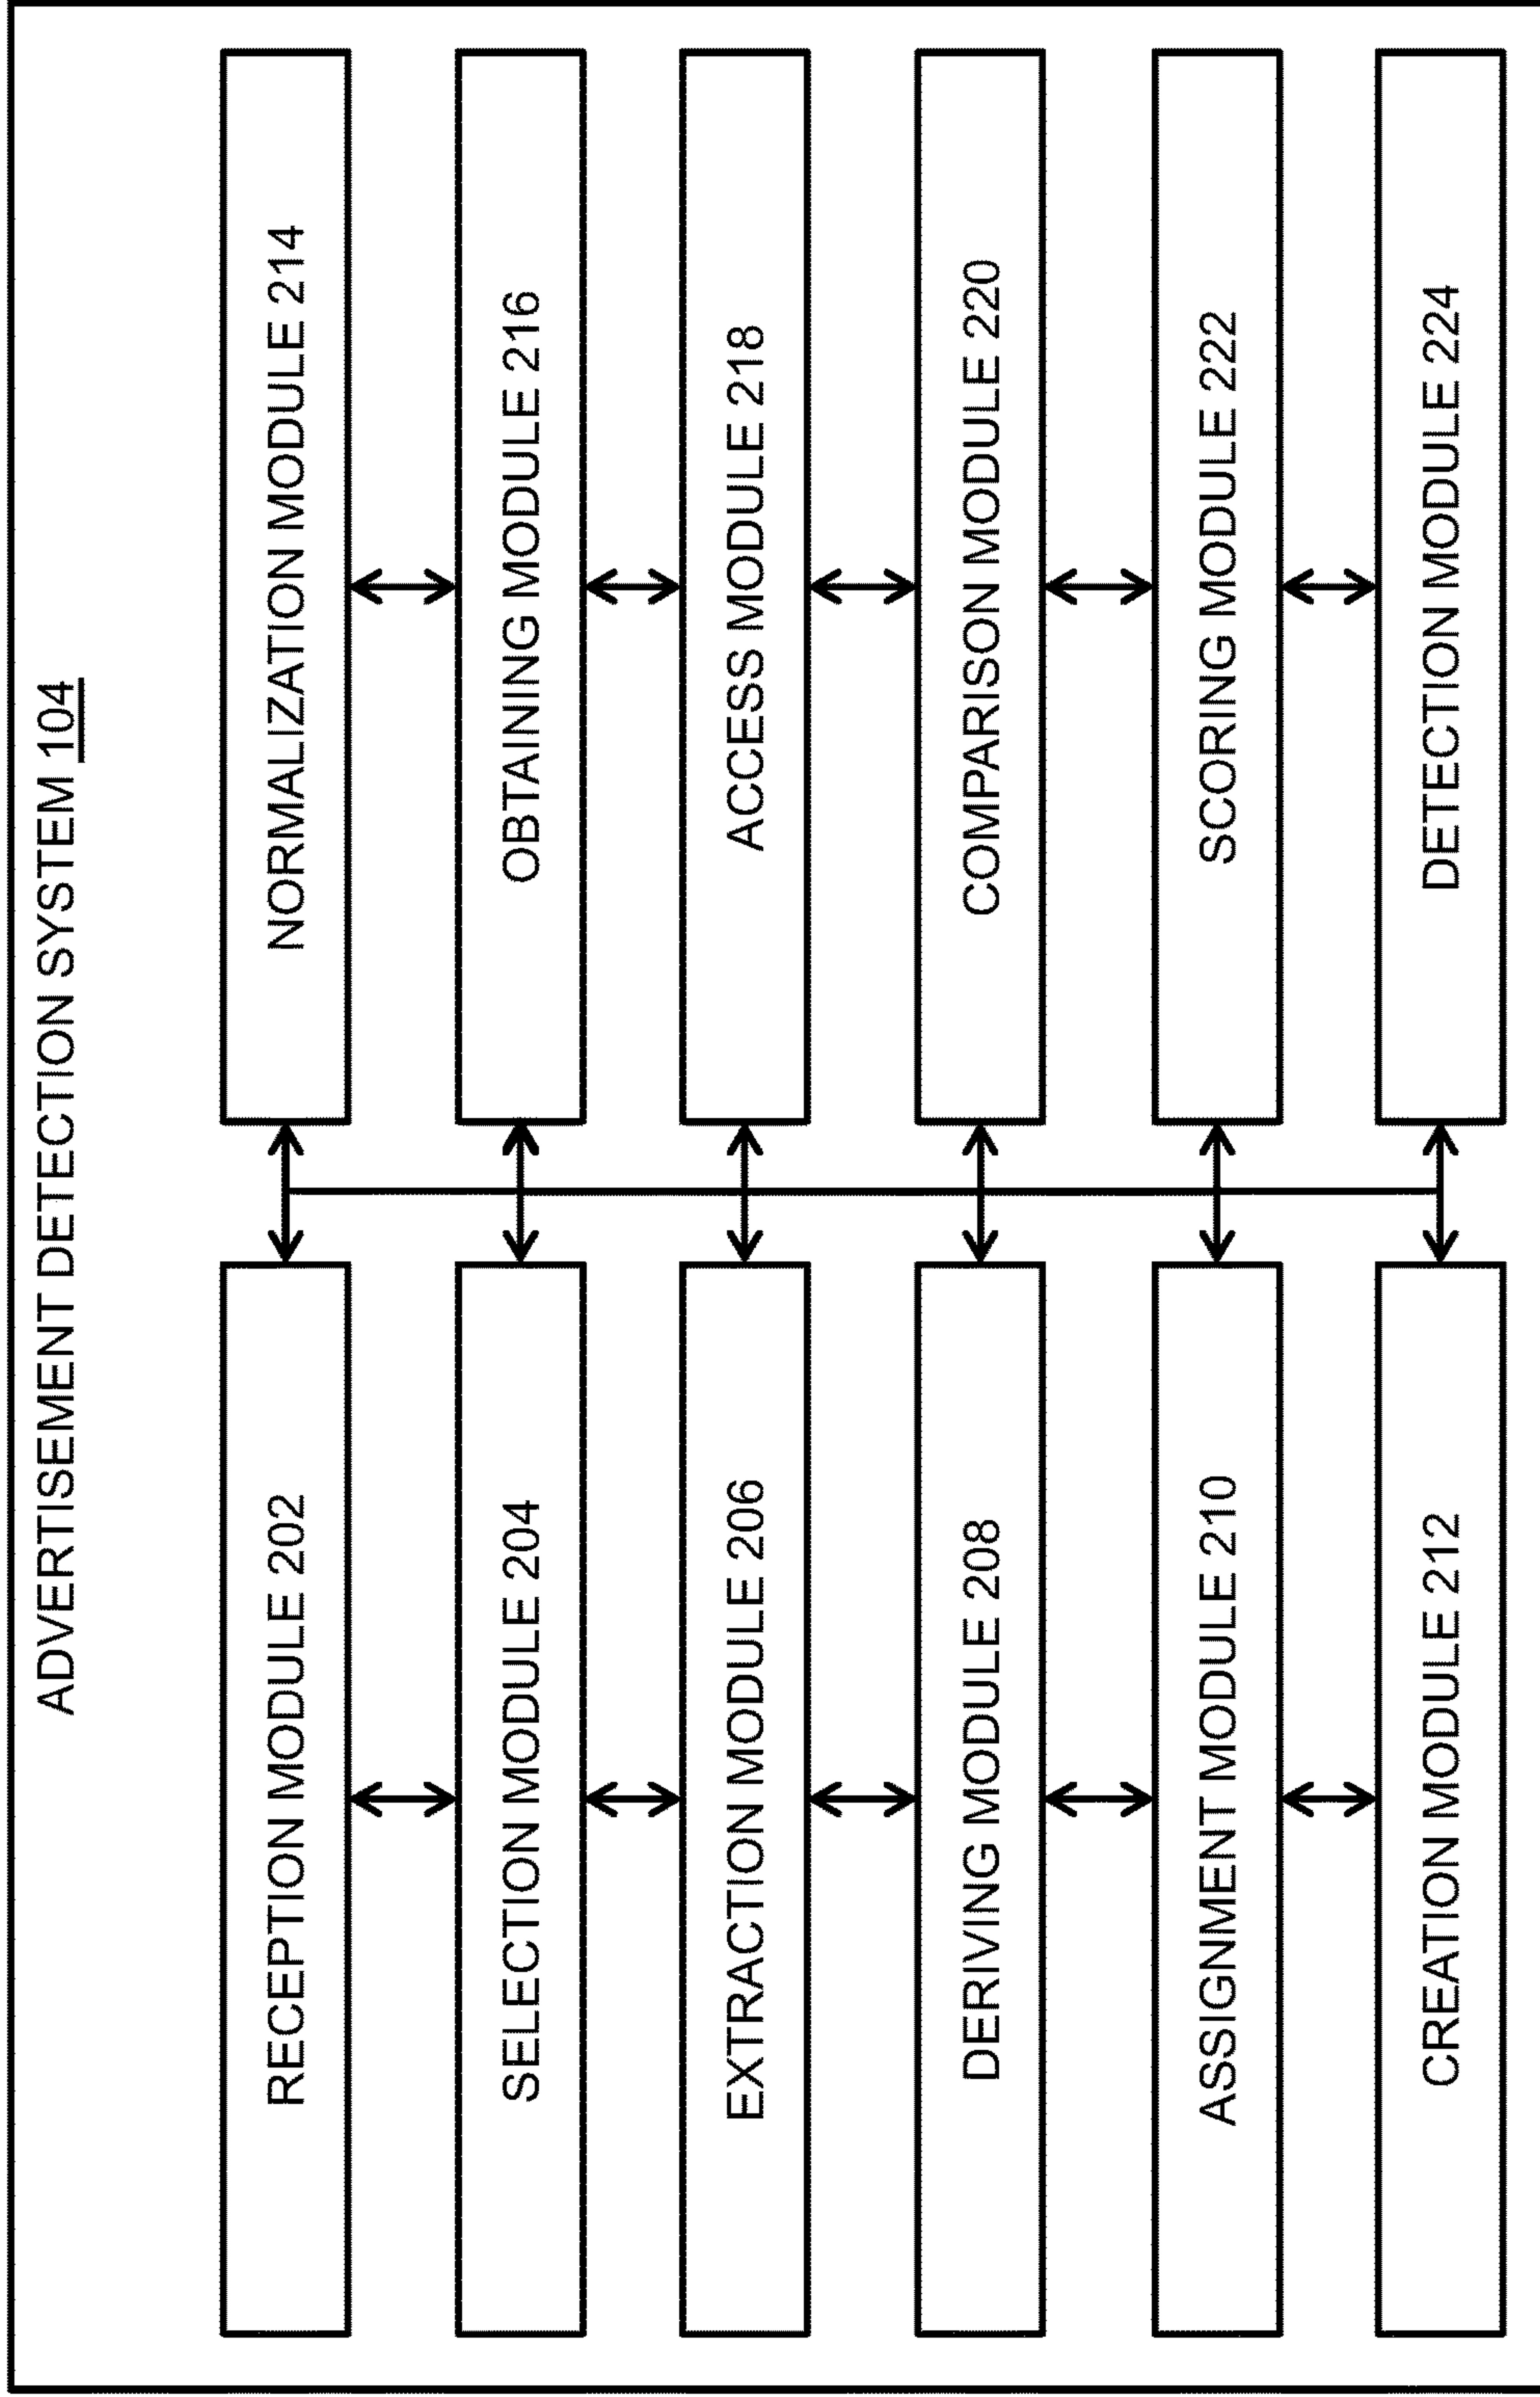 ADVERTISEMENT DETECTION SYSTEM 104
RECEPTION MODULE 202
SELECTION MODULE 204
EXTRACTION MODULE 206
DERIVING MODULE 208
ASSIGNMENT MODULE 210
CREATION MODULE 212
NORMALIZATION MODULE 214
OBTAINING MODULE 216
ACCESS MODULE 218
COMPARISON MODULE 220
SCORING MODULE 222
DETECTION MODULE 224